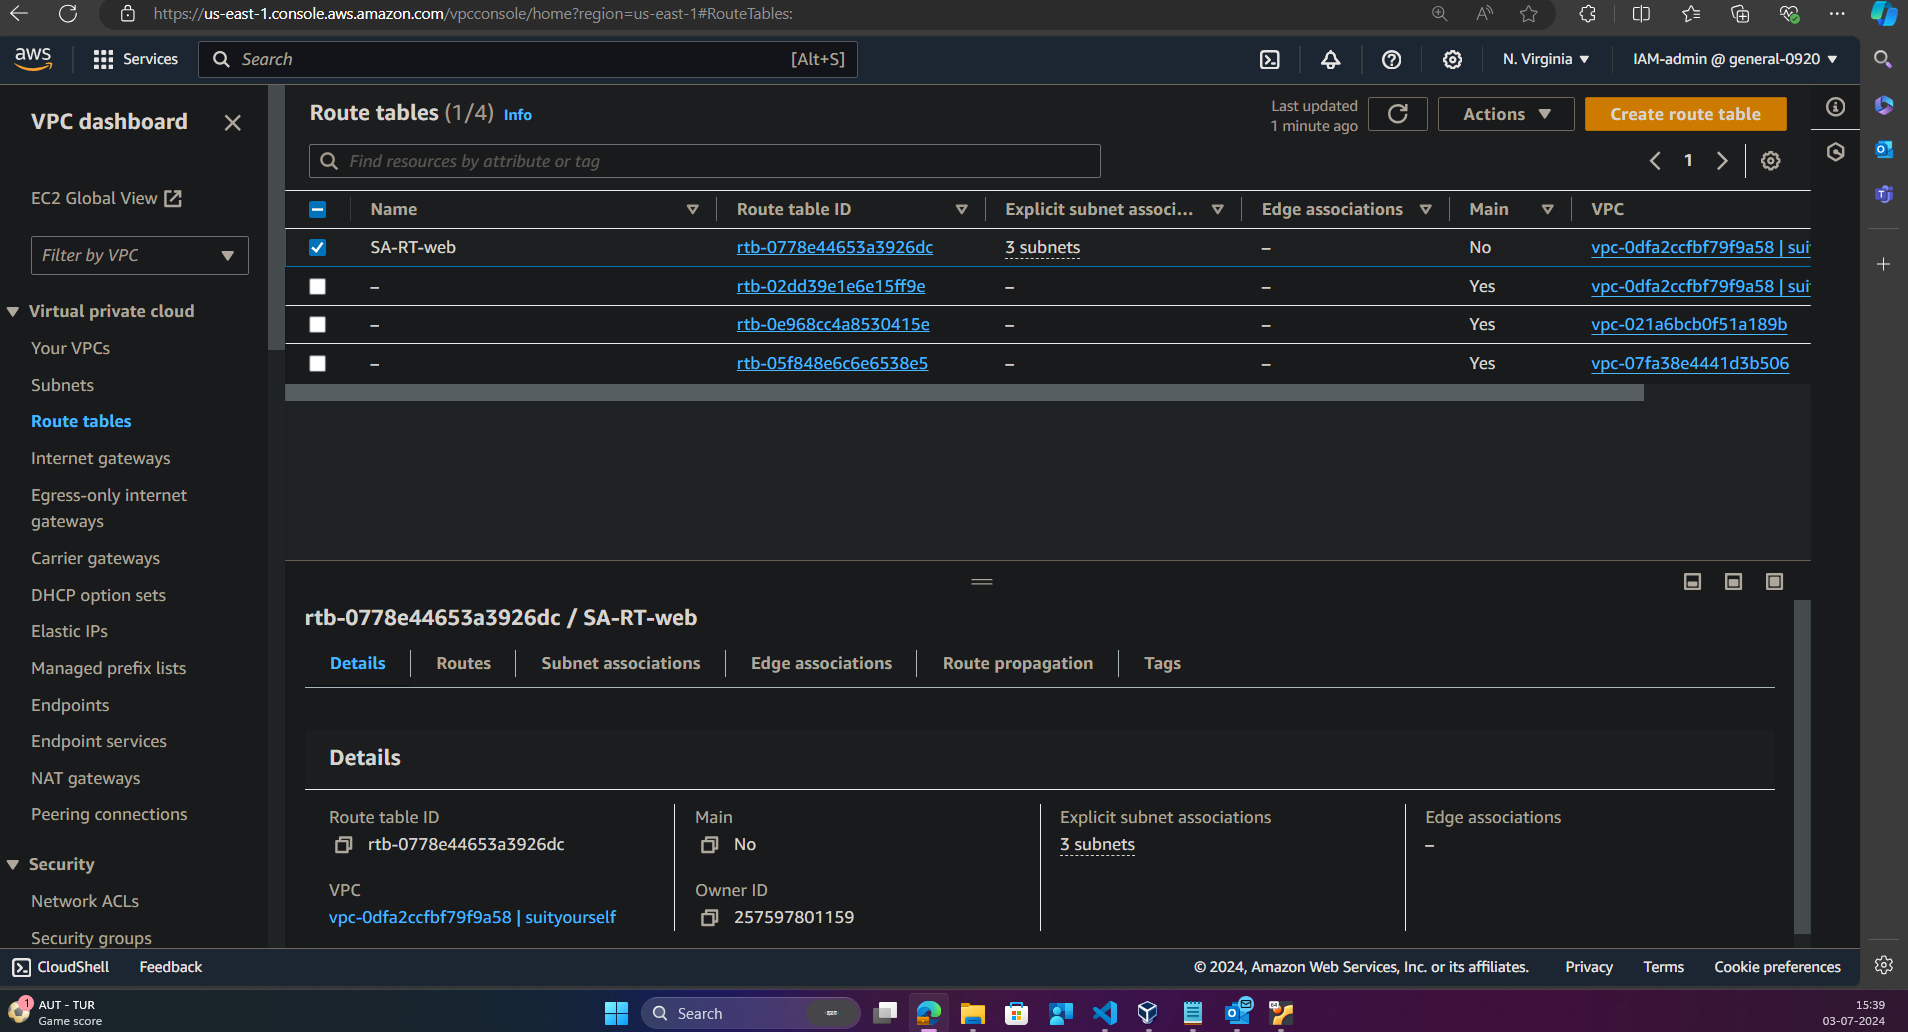 https://us-east-1.console.aws.amazon.com/vpcconsole/home?region=us-east-1#RouteTables:
aws
Services
Search
[Alt+S]
N. Virginia
IAM-admin @ general-0920
VPC dashboard
EC2 Global View
Filter by VPC
Virtual private cloud
Your VPCs
Subnets
Route tables
Internet gateways
Egress-only internet
gateways
Carrier gateways
DHCP option sets
Elastic IPs
Managed prefix lists
Endpoints
Endpoint services
NAT gateways
Peering connections
Security
Network ACLs
Security groups
Route tables (1/4) Info
Last updated
1 minute ago
Actions
Create route table
Find resources by attribute or tag
1
Name Route table ID Explicit subnet associ... Edge associations Main VPC
SA-RT-web rtb-0778e44653a3926dc 3 subnets – No vpc-0dfa2ccfbf79f9a58 | sui
– rtb-02dd39e1e6e15ff9e – – Yes vpc-0dfa2ccfbf79f9a58 | sui
– rtb-0e968cc4a8530415e – – Yes vpc-021a6bcb0f51a189b
– rtb-05f848e6c6e6538e5 – – Yes vpc-07fa38e4441d3b506
rtb-0778e44653a3926dc / SA-RT-web
Details Routes Subnet associations Edge associations Route propagation Tags
Details
Route table ID
rtb-0778e44653a3926dc
Main
No
Explicit subnet associations
3 subnets
Edge associations
–
VPC
vpc-0dfa2ccfbf79f9a58 | suityourself
Owner ID
257597801159
CloudShell
Feedback
© 2024, Amazon Web Services, Inc. or its affiliates.
Privacy
Terms
Cookie preferences
1
AUT - TUR
Game score
Search
15:39
03-07-2024